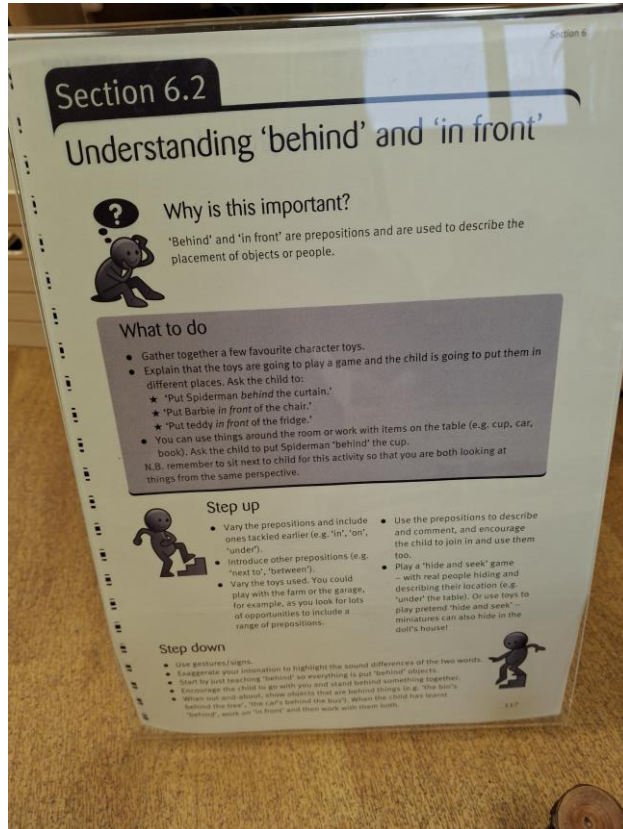 Section 6
Section 6.2
Understanding 'behind' and 'in front'
?
Why is this important?
'Behind' and 'in front' are prepositions and are used to describe the
placement of objects or people.
What to do
• Gather together a few favourite character toys.
• Explain that the toys are going to play a game and the child is going to put them in
different places. Ask the child to:
★ 'Put Spiderman behind the curtain.'
★ 'Put Barbie in front of the chair.'
★ 'Put teddy in front of the fridge.'
• You can use things around the room or work with items on the table (e.g. cup, car,
book). Ask the child to put Spiderman 'behind' the cup.
N.B. remember to sit next to child for this activity so that you are both looking at
things from the same perspective.
Step up
• Vary the prepositions and include
ones tackled earlier (e.g. 'in', 'on',
'under').
• Introduce other prepositions (e.g.
'next to', 'between').
• Vary the toys used. You could
play with the farm or the garage,
for example, as you look for lots
of opportunities to include a
range of prepositions.
• Use the prepositions to describe
and comment, and encourage
the child to join in and use them
too.
• Play a 'hide and seek' game
– with real people hiding and
describing their location (e.g.
'under' the table). Or use toys to
play pretend 'hide and seek' –
miniatures can also hide in the
doll's house!
Step down
• Use gestures/signs.
• Exaggerate your intonation to highlight the sound differences of the two words.
• Start by just teaching 'behind' so everything is put 'behind' objects.
• Encourage the child to go with you and stand behind something together.
• When out and about, show objects that are behind things (e.g. 'the bin's
behind the tree', 'the car's behind the bus'). When the child has learnt
'behind', work on 'in front' and then work with them both.
117